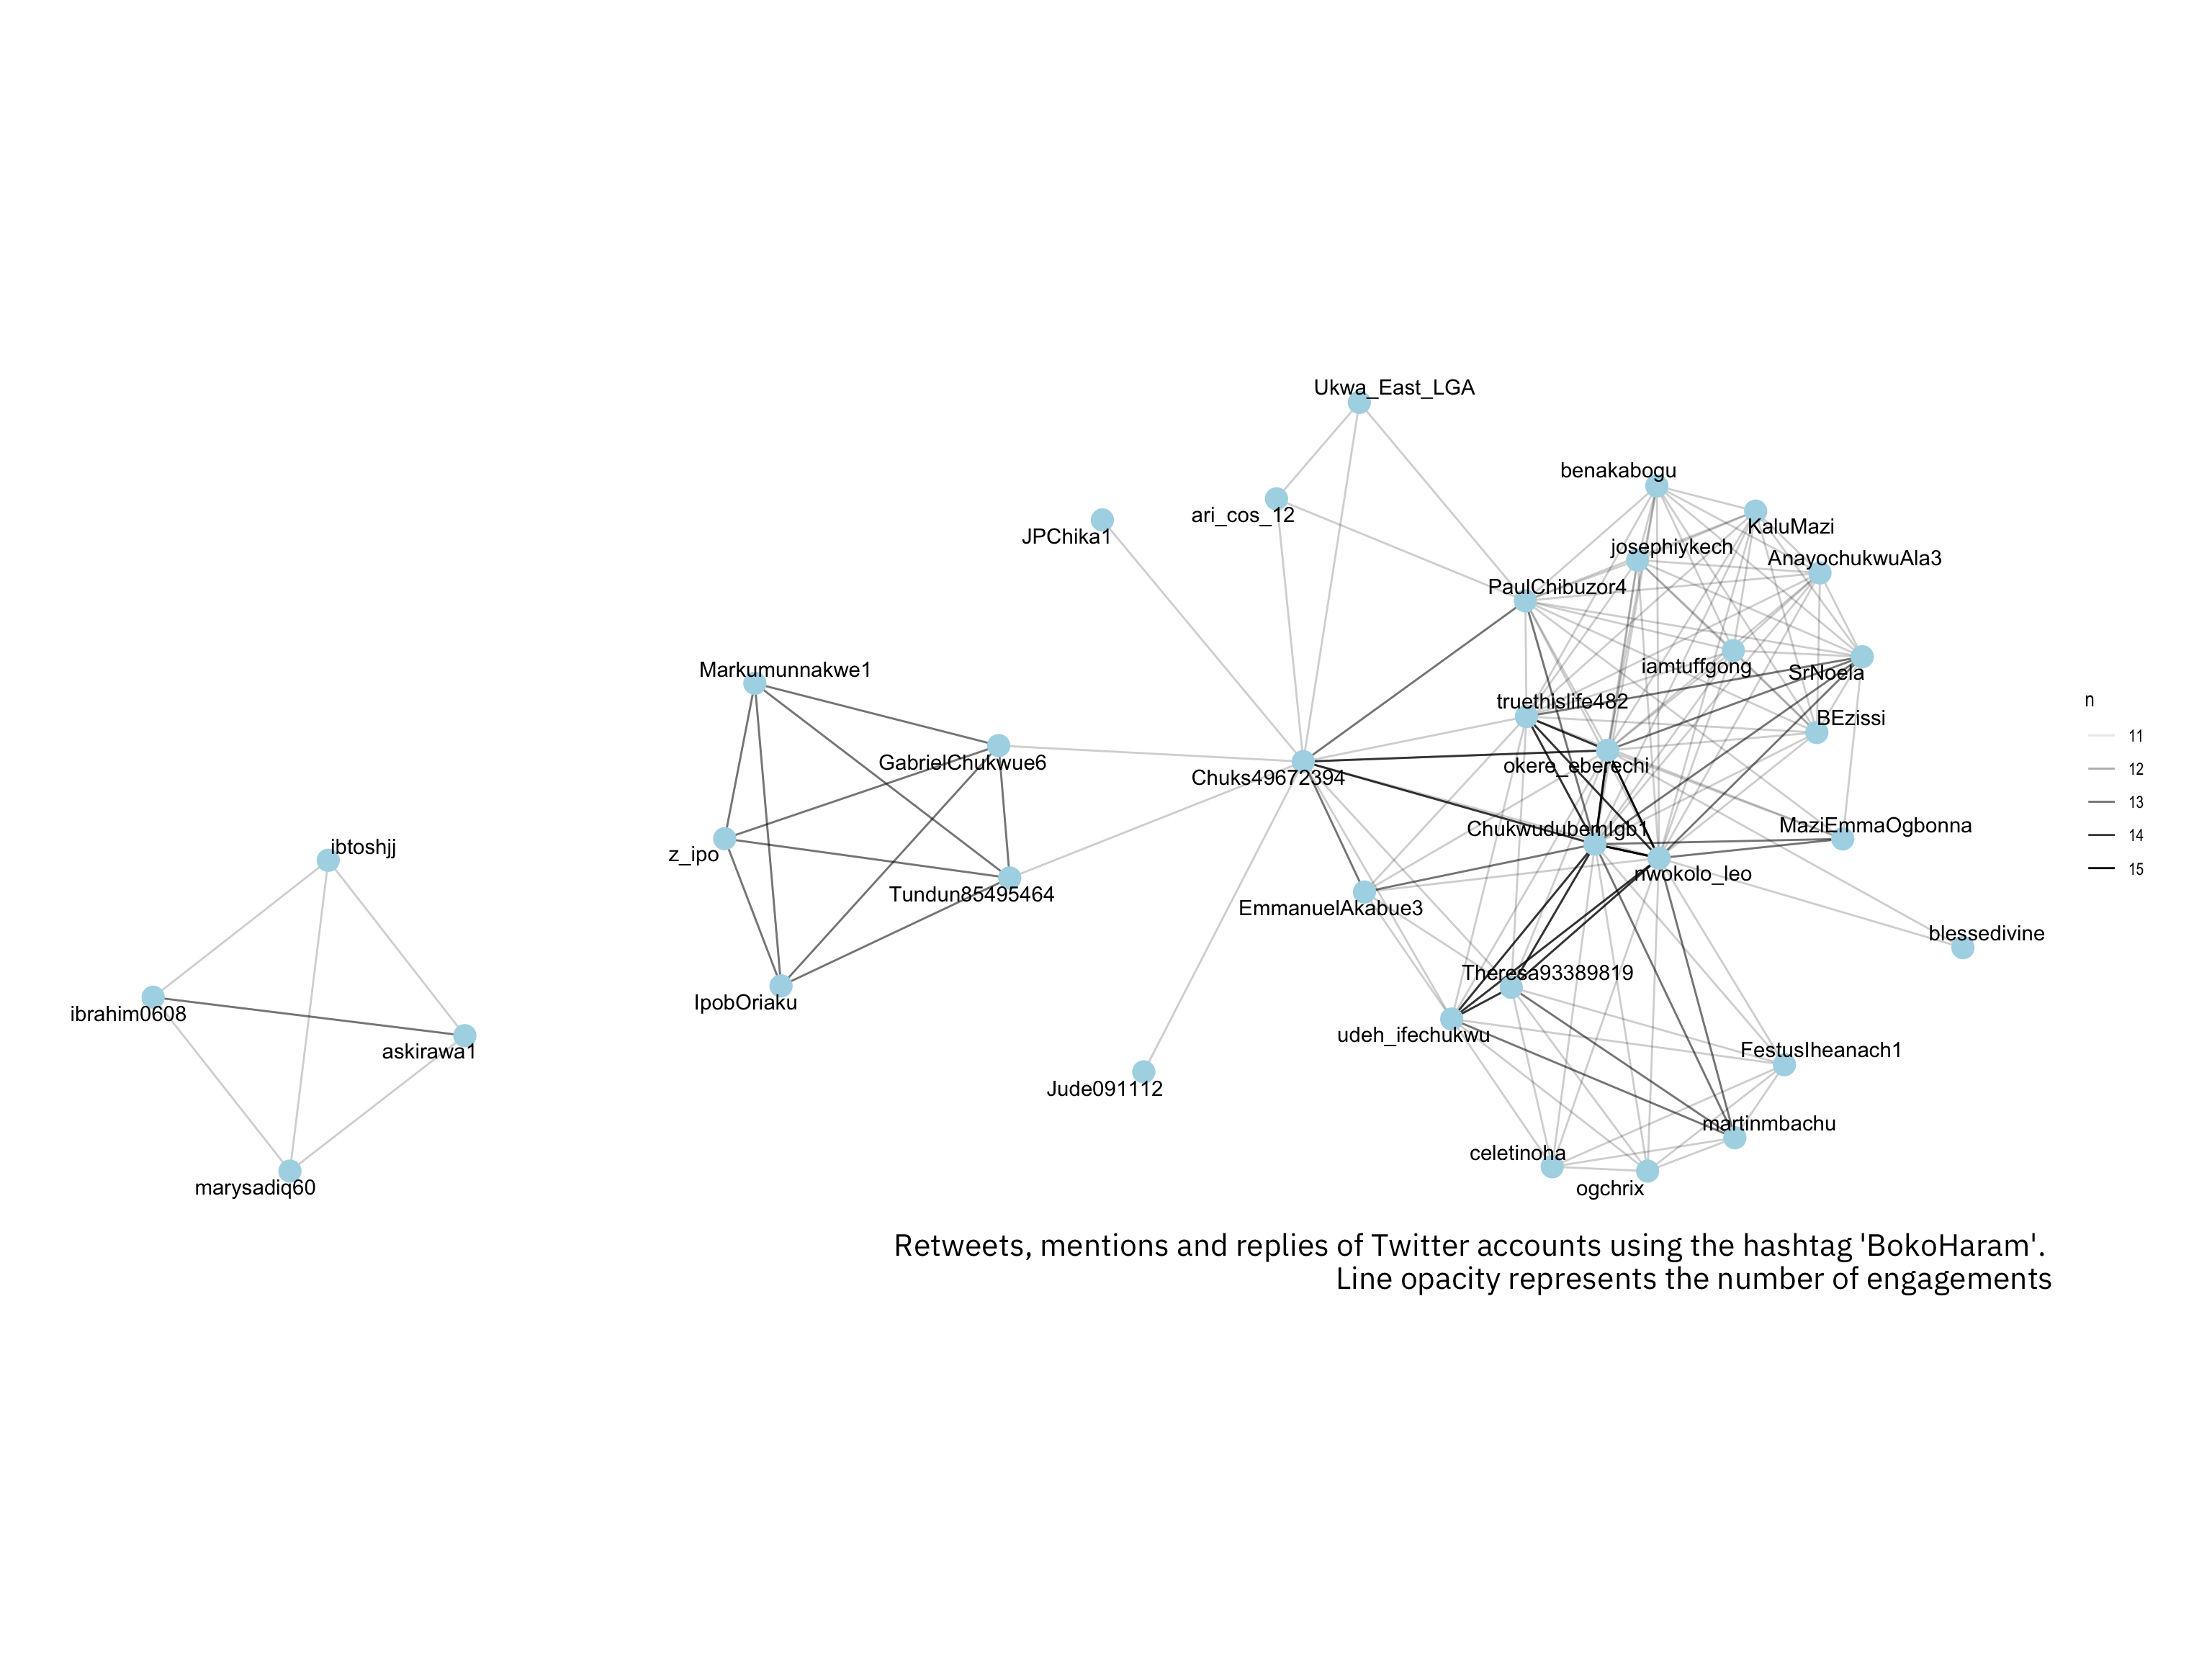 Ukwa_East_LGA
benakabogu
ari_cos_12
KaluMazi
JPChika1
josephiykech
AnayochukwuAla3
PaulChibuzor4
Markumunnakwe1
iamtuffgong
SrNoela
truethislife482
n
BEzissi
11
GabrielChukwue6
okere_eberechi
12
Chuks49672394
13
MaziEmmaOgbonna
ChukwudubemIgb1
14
ibtoshjj
z_ipo
15
nwokolo_leo
Tundun85495464
EmmanuelAkabue3
blessedivine
Theresa93389819
IpobOriaku
ibrahim0608
udeh_ifechukwu
askirawa1
FestusIheanach1
Jude091112
martinmbachu
celetinoha
marysadiq60
ogchrix
Retweets, mentions and replies of Twitter accounts using the hashtag 'BokoHaram'.
Line opacity represents the number of engagements